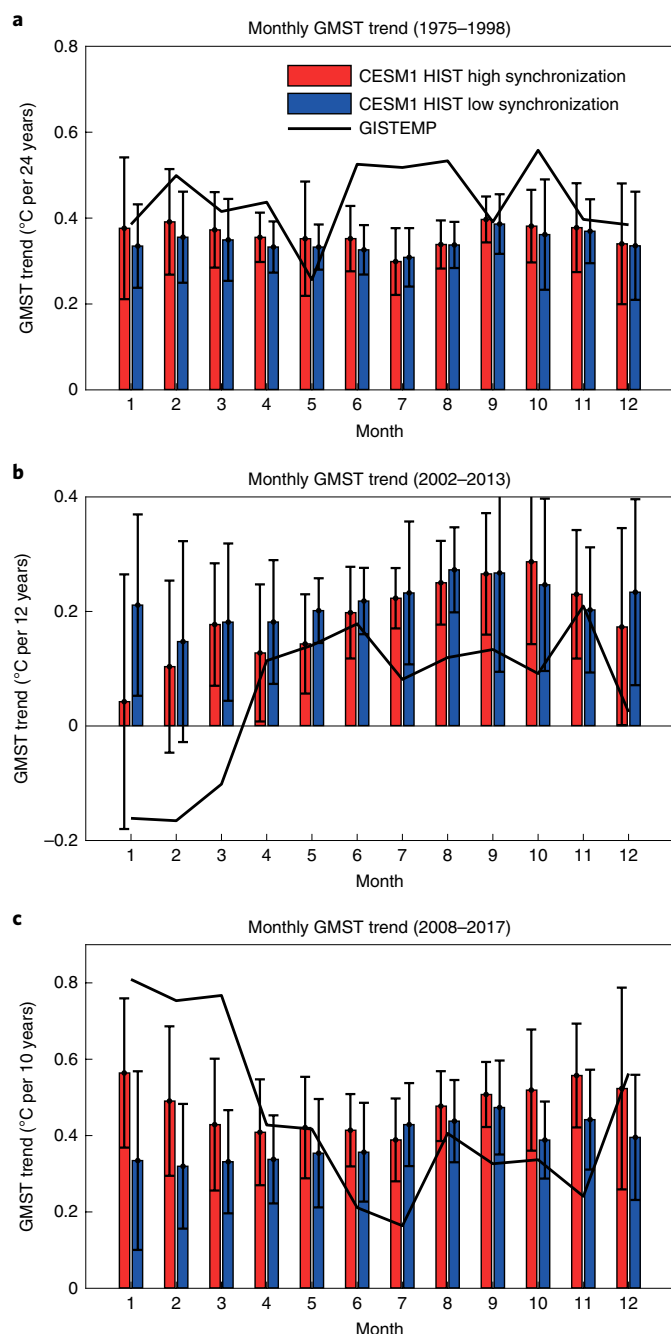 a
Monthly GMST trend (1975–1998)
0.8
0.6
0.4
0.2
0
GMST trend (°C per 24 years)
CESM1 HIST high synchronization
CESM1 HIST low synchronization
GISTEMP
1 2 3 4 5 6 7 8 9 10 11 12
Month
b
Monthly GMST trend (2002–2013)
0.4
0.2
0
–0.2
GMST trend (°C per 12 years)
1 2 3 4 5 6 7 8 9 10 11 12
Month
c
Monthly GMST trend (2008–2017)
0.8
0.6
0.4
0.2
0
GMST trend (°C per 10 years)
1 2 3 4 5 6 7 8 9 10 11 12
Month